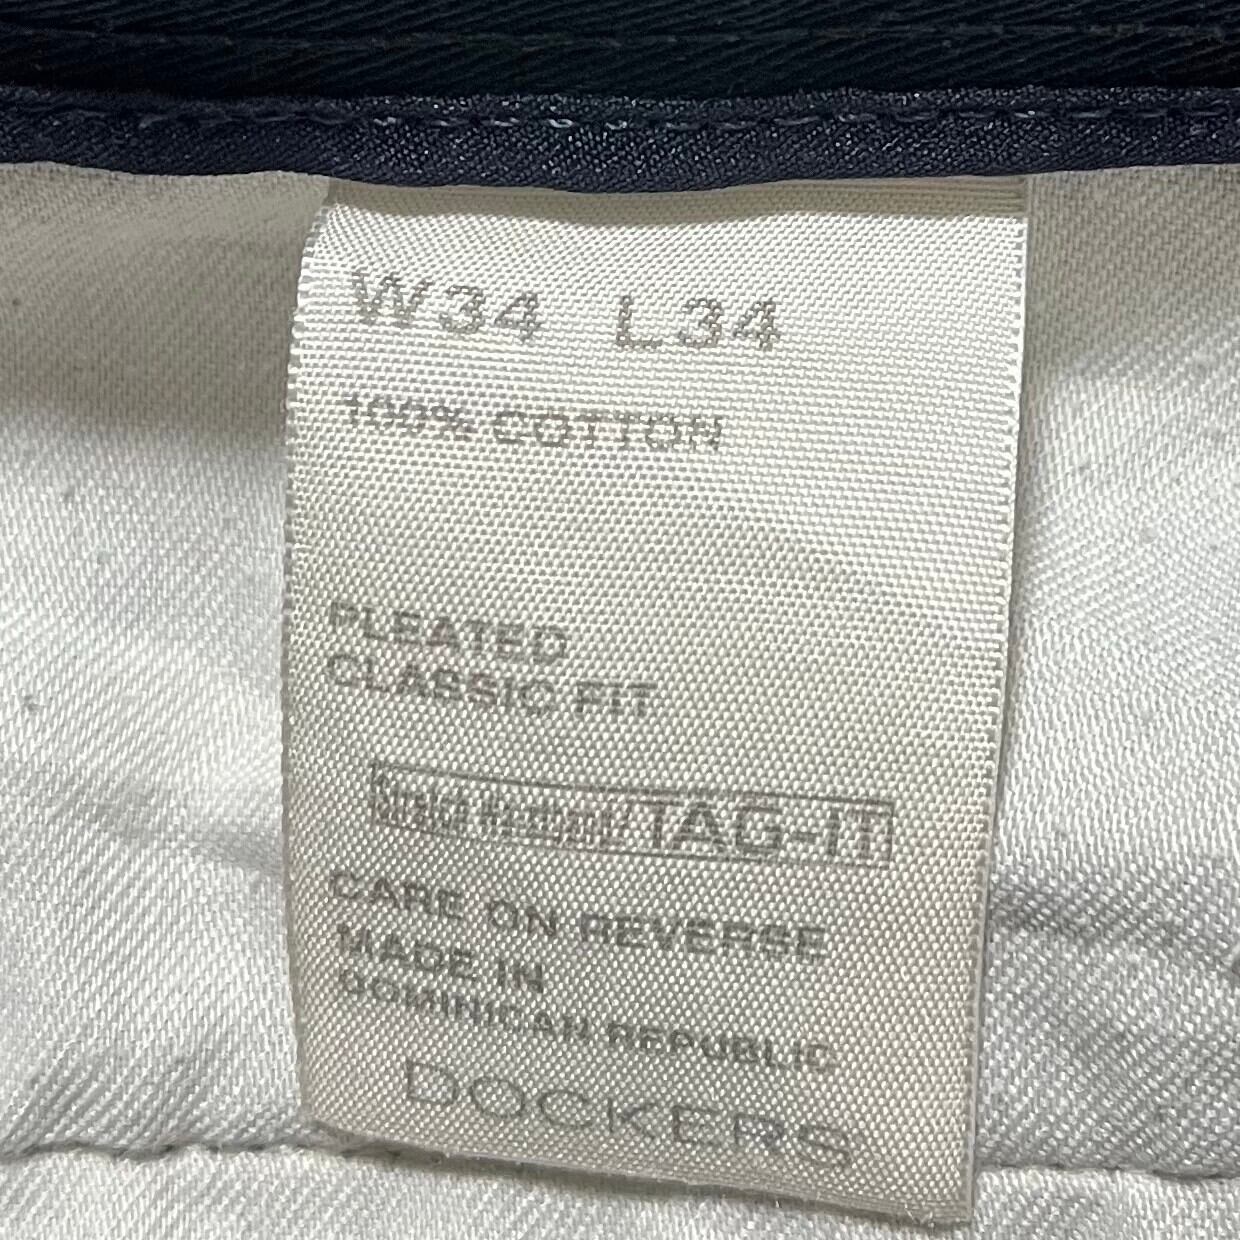 W34 L34
100% COTTON
PLEATED
CLASSIC FIT
TAG-IT
CARE ON REVERSE
MADE IN
DOMINICAN REPUBLIC
DOCKERS